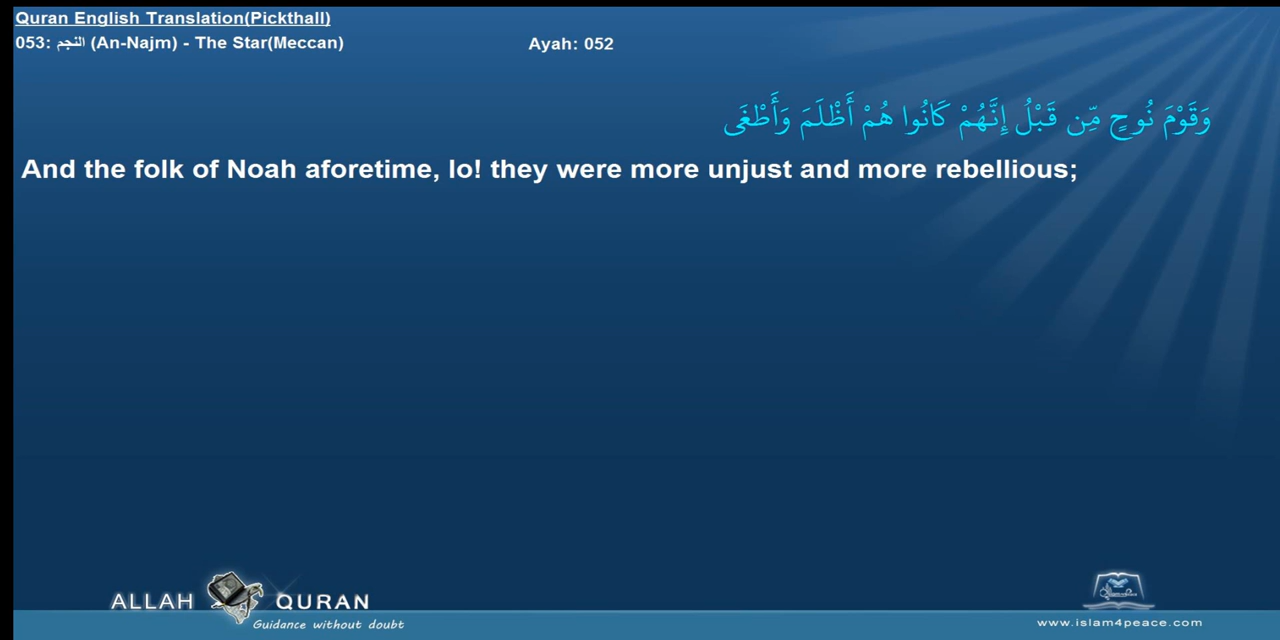 Quran English Translation(Pickthall)
053: النجم (An-Najm) - The Star(Meccan) Ayah: 052
وَقَوْمَ نُوحٍ مِّن قَبْلُ إِنَّهُمْ كَانُوا هُمْ أَظْلَمَ وَأَطْغَى
And the folk of Noah aforetime, lo! they were more unjust and more rebellious;
ALLAH QURAN
Guidance without doubt
www.islam4peace.com